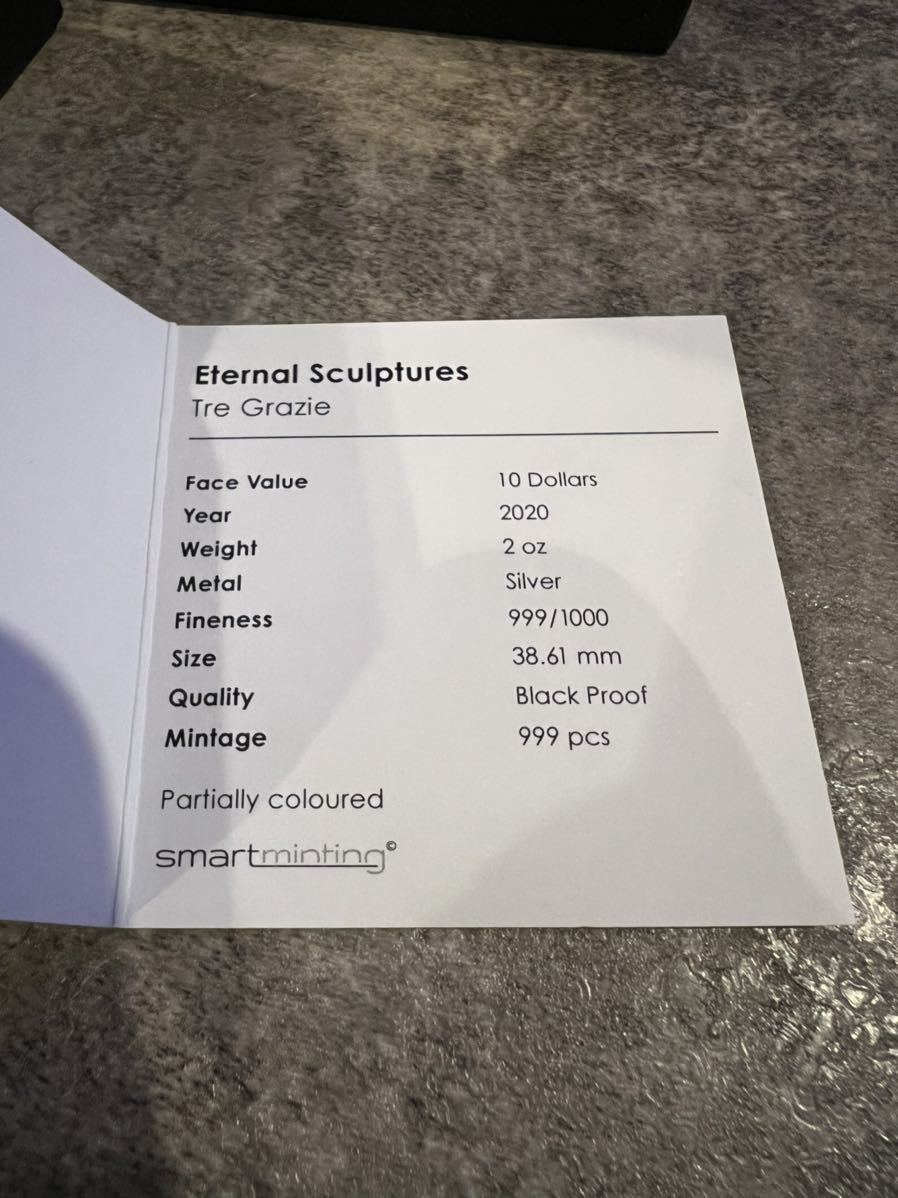 Eternal Sculptures
Tre Grazie
Face Value 10 Dollars
Year 2020
Weight 2 oz
Metal Silver
Fineness 999/1000
Size 38.61 mm
Quality Black Proof
Mintage 999 pcs
Partially coloured
smartminting©